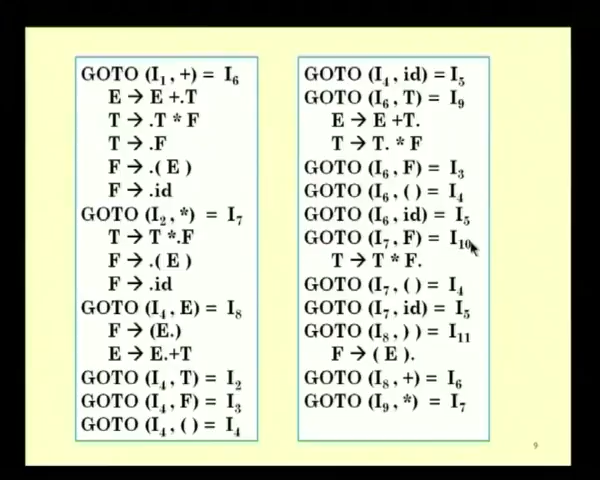 GOTO (I₁ , +) = I₆
E → E +.T
T → .T * F
T → .F
F → .( E )
F → .id
GOTO (I₂ , *) = I₇
T → T *.F
F → .( E )
F → .id
GOTO (I₄ , E) = I₈
F → (E.)
E → E.+T
GOTO (I₄ , T) = I₂
GOTO (I₄ , F) = I₃
GOTO (I₄ , ( ) = I₄
GOTO (I₄ , id) = I₅
GOTO (I₆ , T) = I₉
E → E +T.
T → T. * F
GOTO (I₆ , F) = I₃
GOTO (I₆ , ( ) = I₄
GOTO (I₆ , id) = I₅
GOTO (I₇ , F) = I₁₀
T → T * F.
GOTO (I₇ , ( ) = I₄
GOTO (I₇ , id) = I₅
GOTO (I₈ , ) ) = I₁₁
F → ( E ).
GOTO (I₈ , +) = I₆
GOTO (I₉ , *) = I₇
9